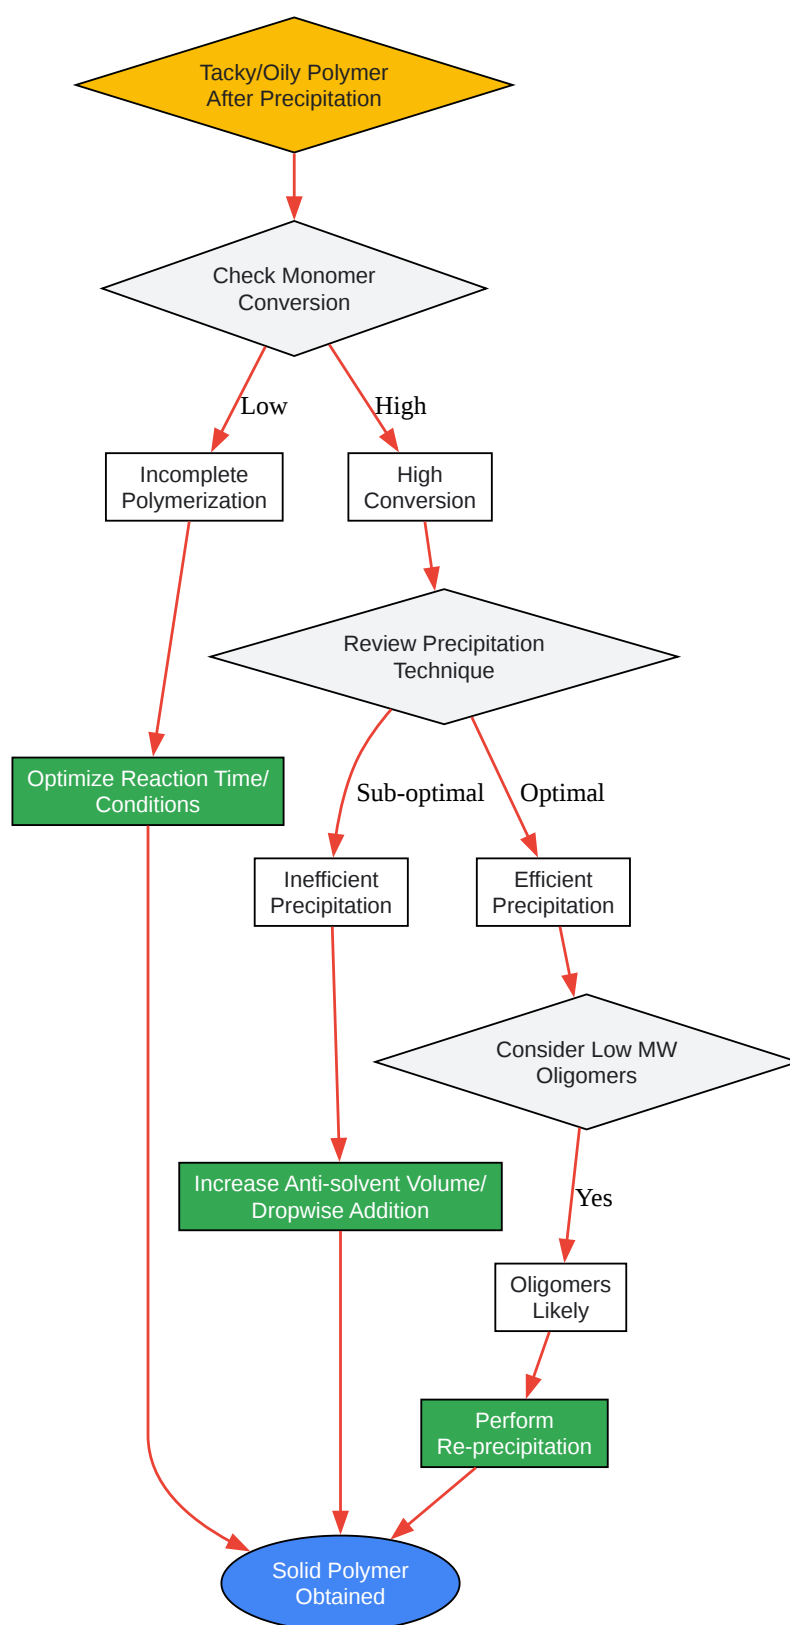 Tacky/Oily Polymer
After Precipitation
Check Monomer
Conversion
Low
High
Incomplete
Polymerization
High
Conversion
Review Precipitation
Technique
Optimize Reaction Time/
Conditions
Sub-optimal
Optimal
Inefficient
Precipitation
Efficient
Precipitation
Consider Low MW
Oligomers
Increase Anti-solvent Volume/
Dropwise Addition
Yes
Oligomers
Likely
Perform
Re-precipitation
Solid Polymer
Obtained